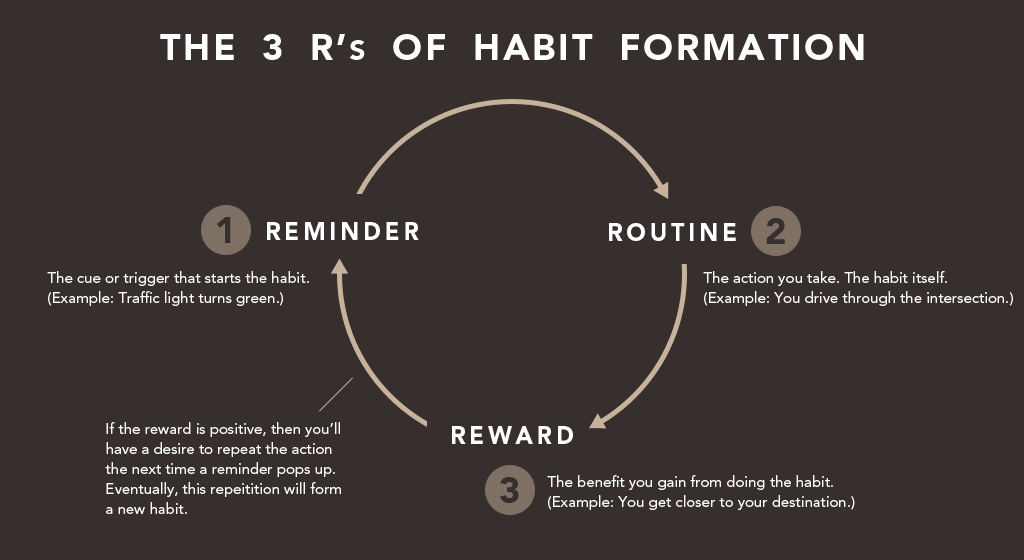 THE 3 R's OF HABIT FORMATION
1 REMINDER
The cue or trigger that starts the habit.
(Example: Traffic light turns green.)
ROUTINE 2
The action you take. The habit itself.
(Example: You drive through the intersection.)
REWARD
3
The benefit you gain from doing the habit.
(Example: You get closer to your destination.)
If the reward is positive, then you'll
have a desire to repeat the action
the next time a reminder pops up.
Eventually, this repeitition will form
a new habit.